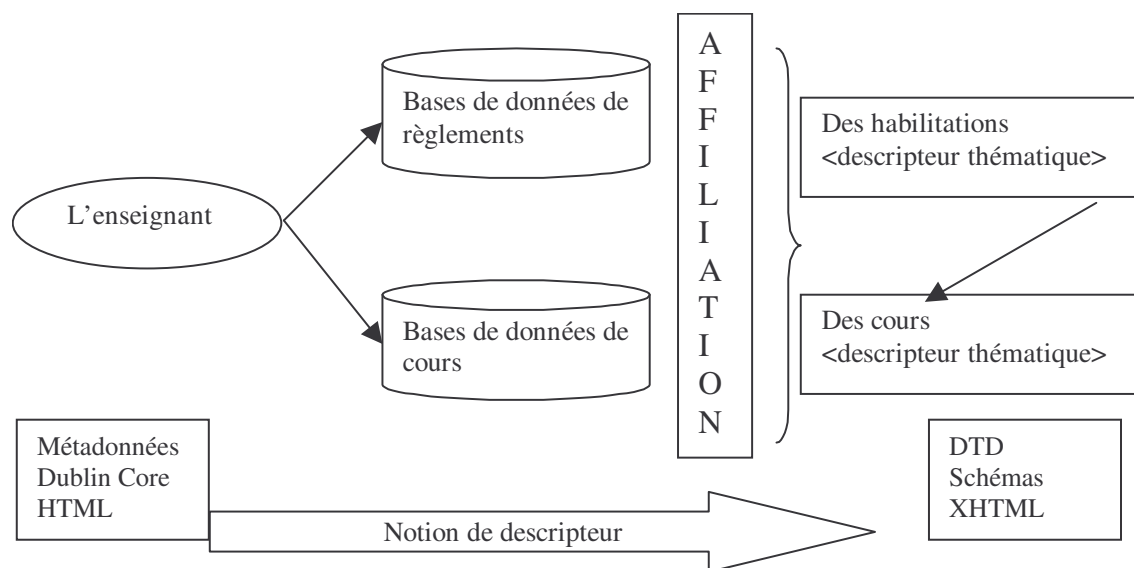 L'enseignant
Bases de données de
règlements
Bases de données de
cours
A
F
F
I
L
I
A
T
I
O
N
Des habilitations
<descripteur thématique>
Des cours
<descripteur thématique>
Métadonnées
Dublin Core
HTML
Notion de descripteur
DTD
Schémas
XHTML